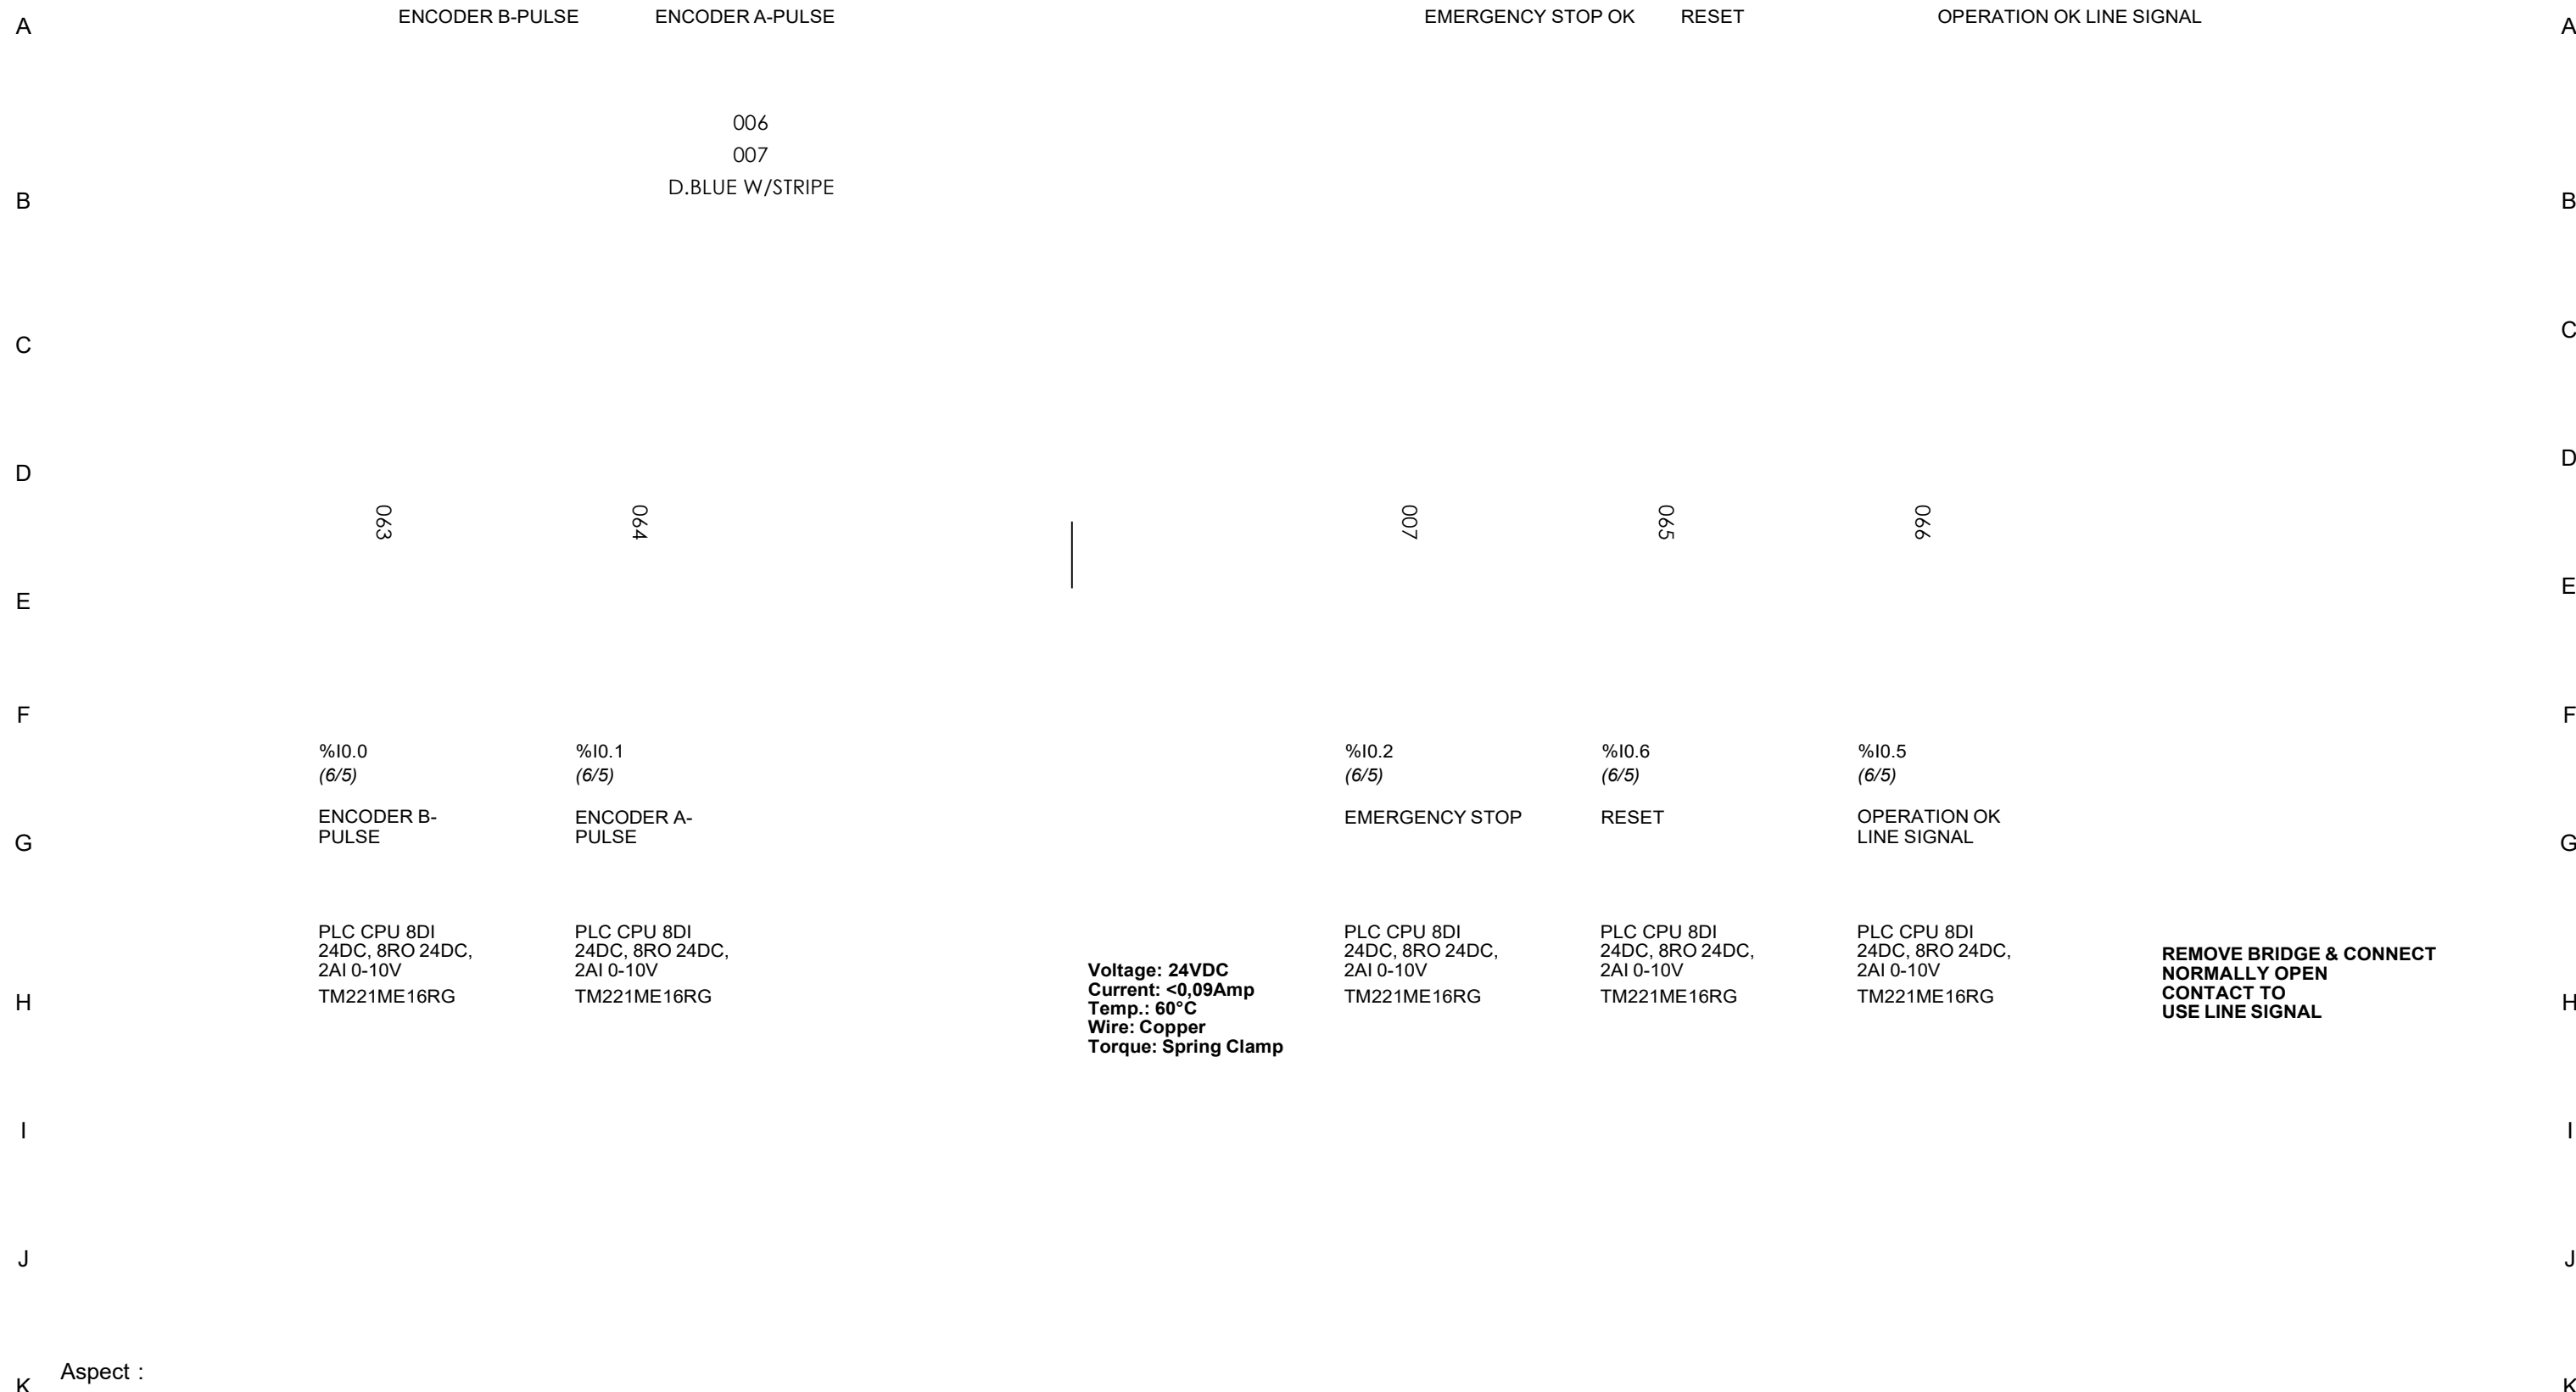 A ENCODER B-PULSE ENCODER A-PULSE EMERGENCY STOP OK RESET OPERATION OK LINE SIGNAL A
006
007
D.BLUE W/STRIPE
B B
C C
D D
063 064 007 065 066
E E
F F
%I0.0 %I0.1 %I0.2 %I0.6 %I0.5
(6/5) (6/5) (6/5) (6/5) (6/5)
ENCODER B- ENCODER A- EMERGENCY STOP RESET OPERATION OK
PULSE PULSE LINE SIGNAL
G G
PLC CPU 8DI PLC CPU 8DI PLC CPU 8DI PLC CPU 8DI PLC CPU 8DI
24DC, 8RO 24DC, 24DC, 8RO 24DC, 24DC, 8RO 24DC, 24DC, 8RO 24DC, 24DC, 8RO 24DC,
2AI 0-10V 2AI 0-10V 2AI 0-10V 2AI 0-10V 2AI 0-10V
TM221ME16RG TM221ME16RG TM221ME16RG TM221ME16RG TM221ME16RG
Voltage: 24VDC
Current: <0,09Amp
Temp.: 60°C
Wire: Copper
Torque: Spring Clamp
REMOVE BRIDGE & CONNECT
NORMALLY OPEN
CONTACT TO
USE LINE SIGNAL
H H
I I
J J
Aspect :
K K